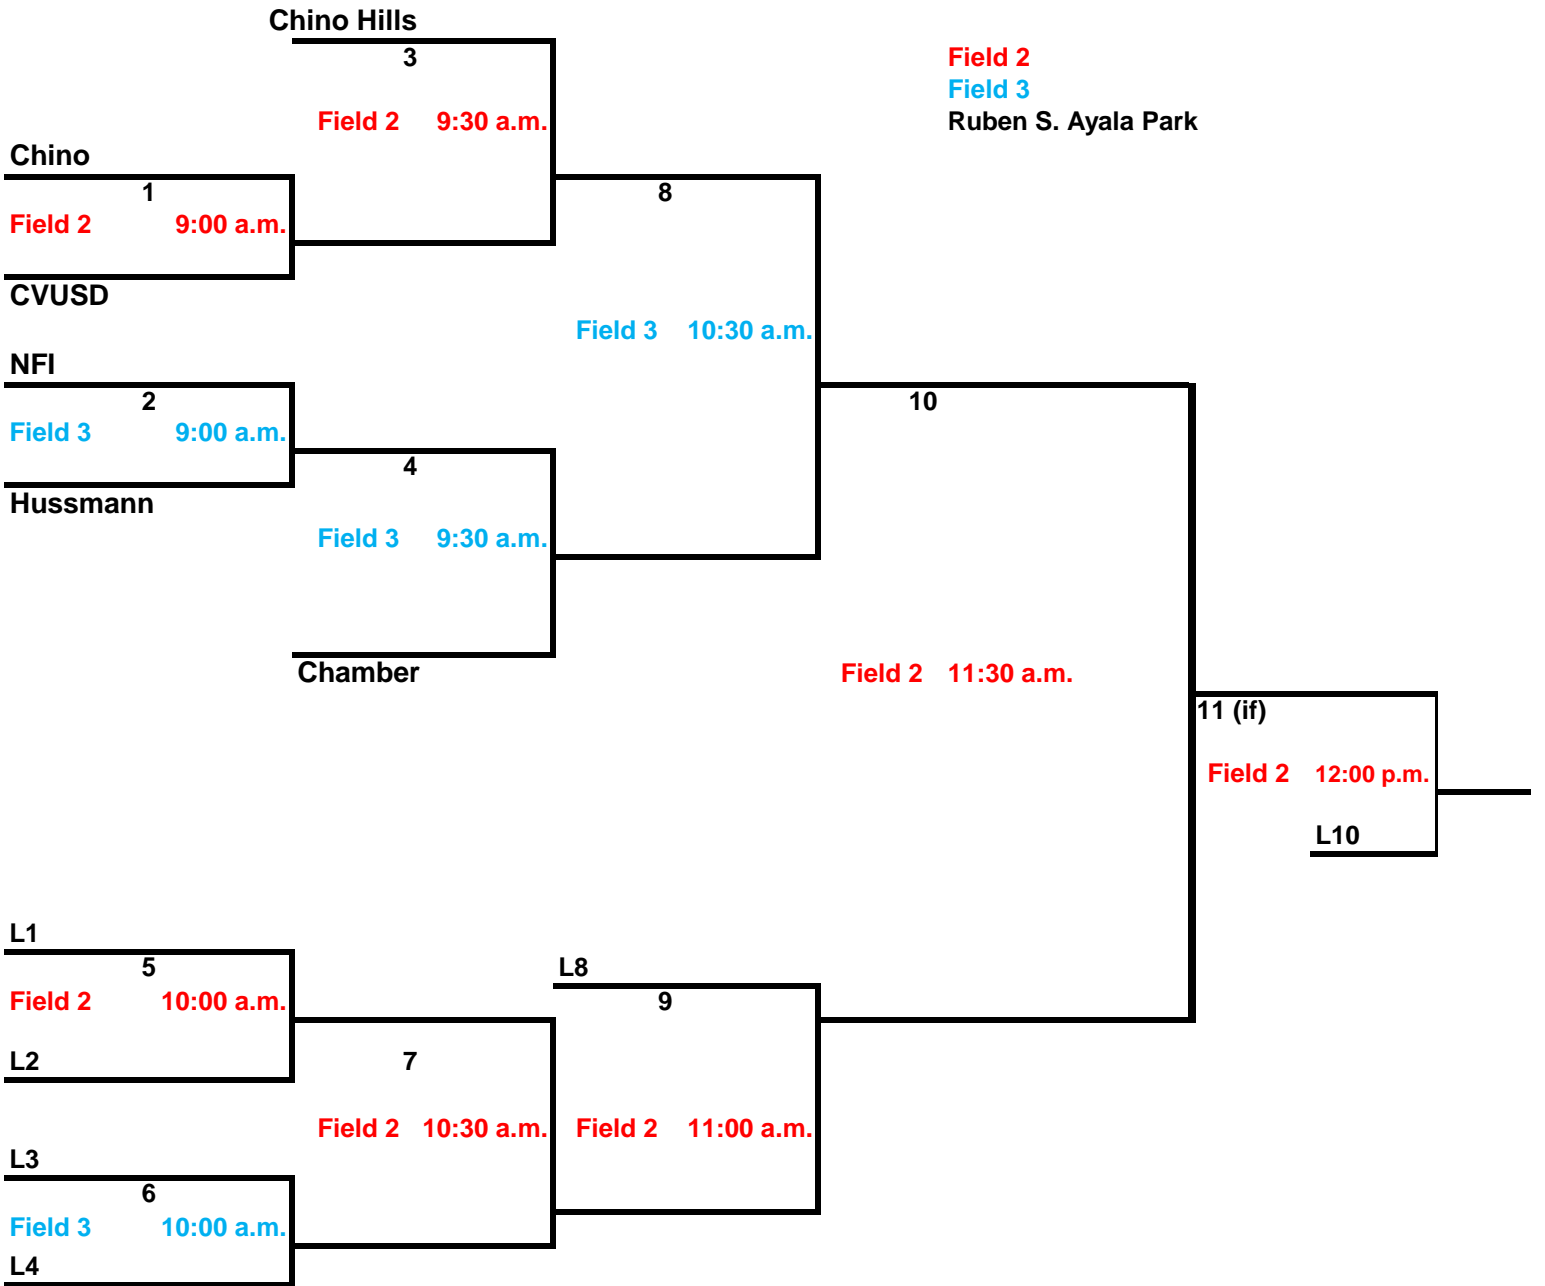 Chino Hills
3
Field 2
Field 2 9:30 a.m.
Field 3
Ruben S. Ayala Park
Chino
1
8
Field 2 9:00 a.m.
CVUSD
Field 3 10:30 a.m.
NFI
2
10
Field 3 9:00 a.m.
4
Hussmann
Field 3 9:30 a.m.
Chamber
Field 2 11:30 a.m.
11 (if)
Field 2 12:00 p.m.
L10
L1
5
L8
Field 2 10:00 a.m.
9
L2
7
Field 2 10:30 a.m.
Field 2 11:00 a.m.
L3
6
Field 3 10:00 a.m.
L4